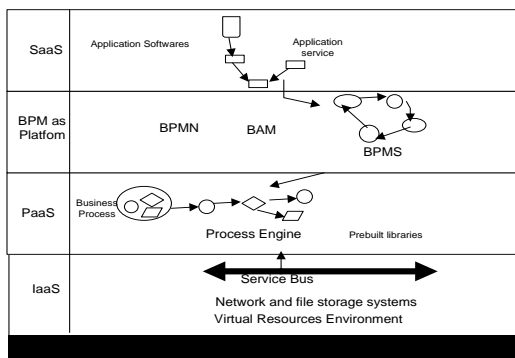 SaaS
Application Softwares
Application
service
BPM as
Platfom
BPMN
BAM
BPMS
PaaS
Business
Process
Process Engine
Prebuilt libraries
IaaS
Service Bus
Network and file storage systems
Virtual Resources Environment